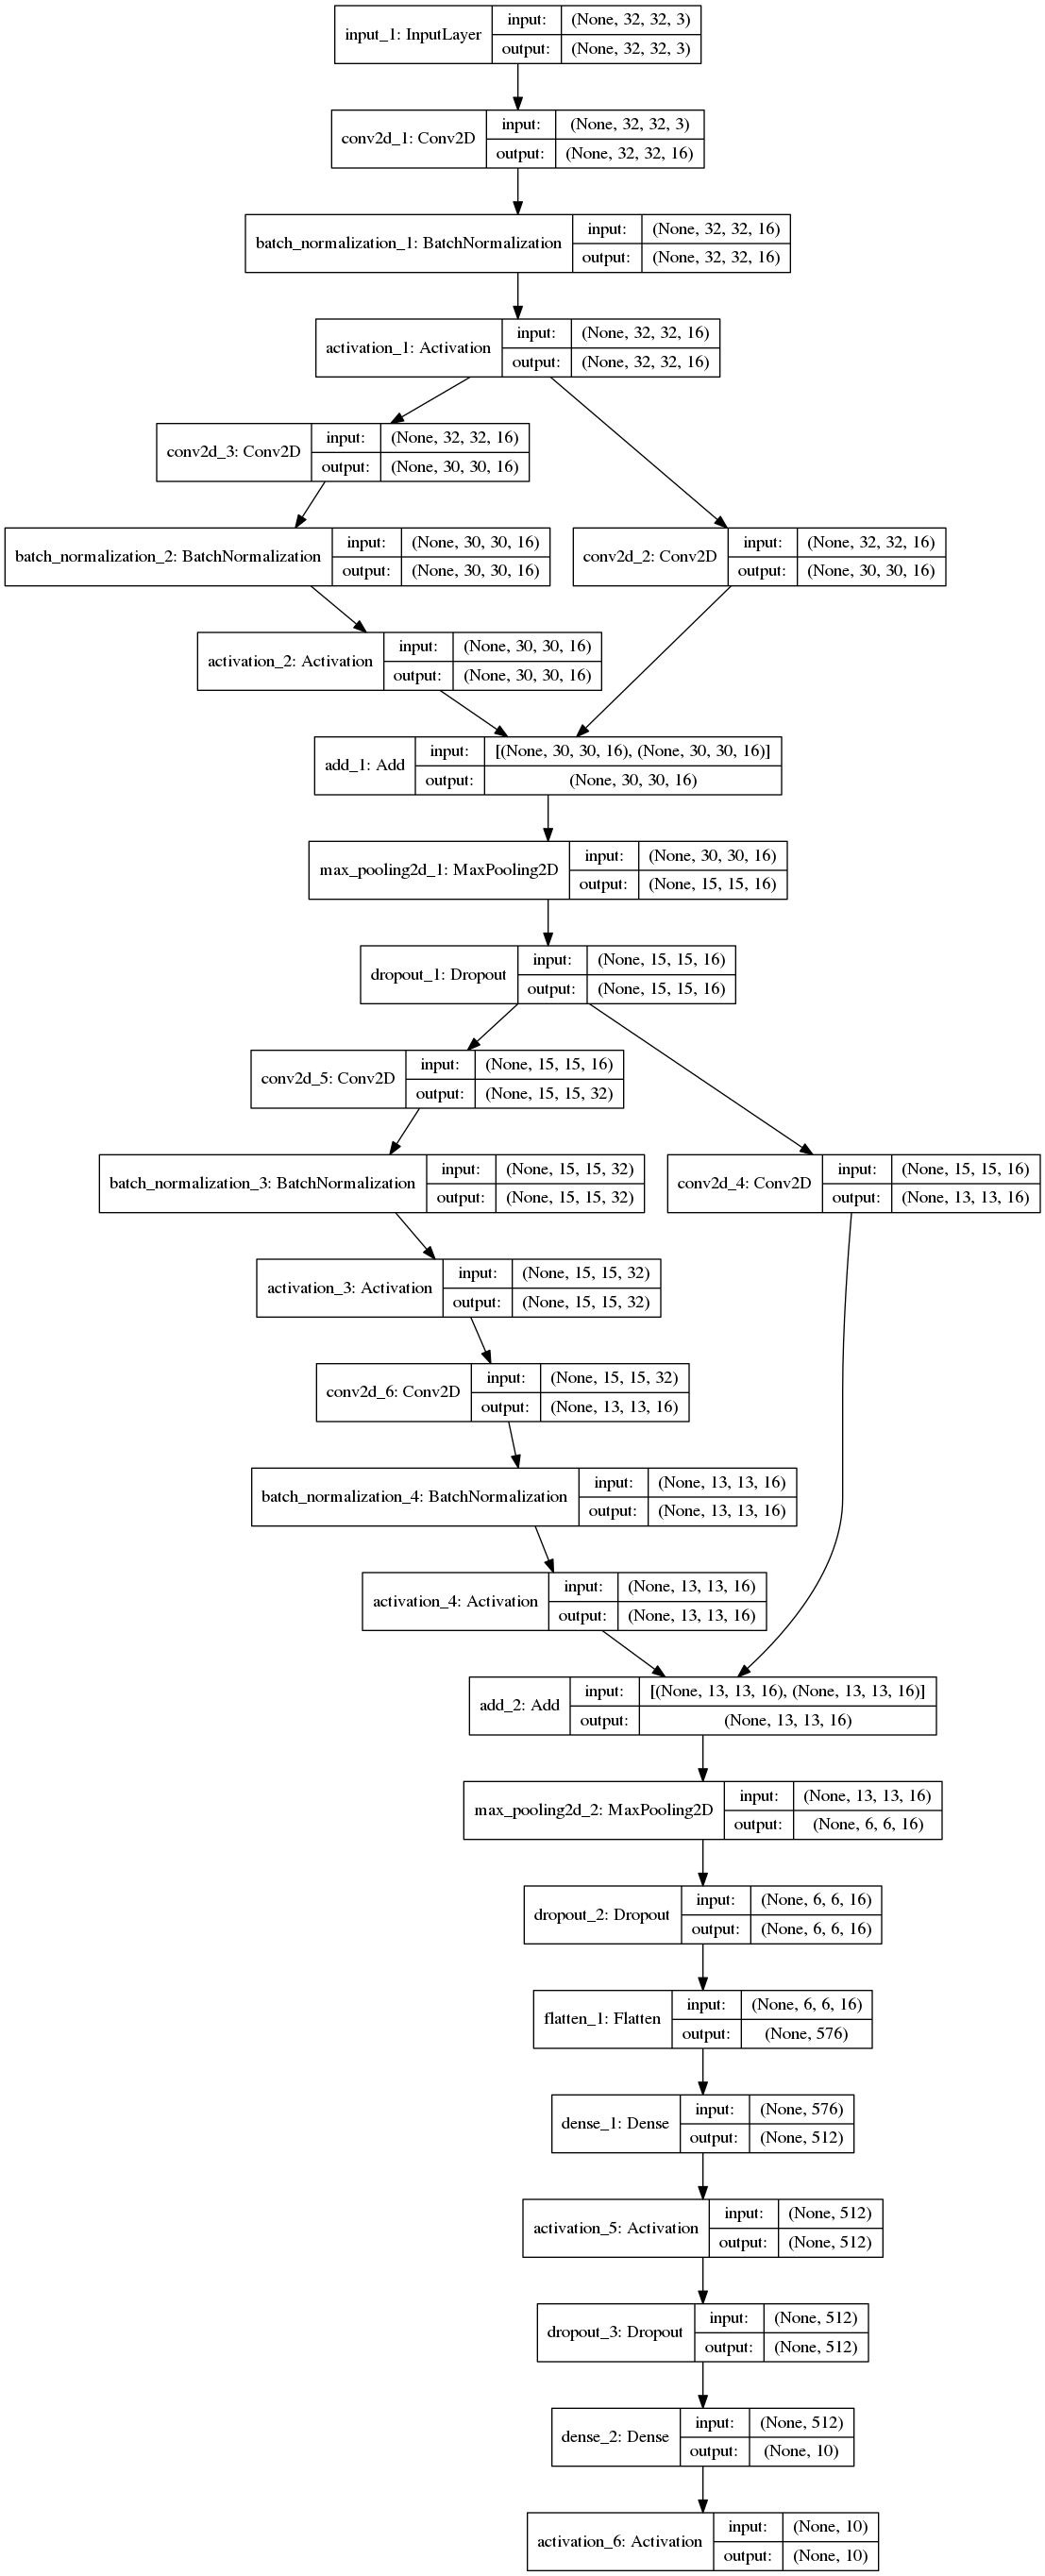 input_1: InputLayer
input: (None, 32, 32, 3)
output: (None, 32, 32, 3)
conv2d_1: Conv2D
input: (None, 32, 32, 3)
output: (None, 32, 32, 16)
batch_normalization_1: BatchNormalization
input: (None, 32, 32, 16)
output: (None, 32, 32, 16)
activation_1: Activation
input: (None, 32, 32, 16)
output: (None, 32, 32, 16)
conv2d_3: Conv2D
input: (None, 32, 32, 16)
output: (None, 30, 30, 16)
batch_normalization_2: BatchNormalization
input: (None, 30, 30, 16)
output: (None, 30, 30, 16)
conv2d_2: Conv2D
input: (None, 32, 32, 16)
output: (None, 30, 30, 16)
activation_2: Activation
input: (None, 30, 30, 16)
output: (None, 30, 30, 16)
add_1: Add
input: [(None, 30, 30, 16), (None, 30, 30, 16)]
output: (None, 30, 30, 16)
max_pooling2d_1: MaxPooling2D
input: (None, 30, 30, 16)
output: (None, 15, 15, 16)
dropout_1: Dropout
input: (None, 15, 15, 16)
output: (None, 15, 15, 16)
conv2d_5: Conv2D
input: (None, 15, 15, 16)
output: (None, 15, 15, 32)
batch_normalization_3: BatchNormalization
input: (None, 15, 15, 32)
output: (None, 15, 15, 32)
conv2d_4: Conv2D
input: (None, 15, 15, 16)
output: (None, 13, 13, 16)
activation_3: Activation
input: (None, 15, 15, 32)
output: (None, 15, 15, 32)
conv2d_6: Conv2D
input: (None, 15, 15, 32)
output: (None, 13, 13, 16)
batch_normalization_4: BatchNormalization
input: (None, 13, 13, 16)
output: (None, 13, 13, 16)
activation_4: Activation
input: (None, 13, 13, 16)
output: (None, 13, 13, 16)
add_2: Add
input: [(None, 13, 13, 16), (None, 13, 13, 16)]
output: (None, 13, 13, 16)
max_pooling2d_2: MaxPooling2D
input: (None, 13, 13, 16)
output: (None, 6, 6, 16)
dropout_2: Dropout
input: (None, 6, 6, 16)
output: (None, 6, 6, 16)
flatten_1: Flatten
input: (None, 6, 6, 16)
output: (None, 576)
dense_1: Dense
input: (None, 576)
output: (None, 512)
activation_5: Activation
input: (None, 512)
output: (None, 512)
dropout_3: Dropout
input: (None, 512)
output: (None, 512)
dense_2: Dense
input: (None, 512)
output: (None, 10)
activation_6: Activation
input: (None, 10)
output: (None, 10)